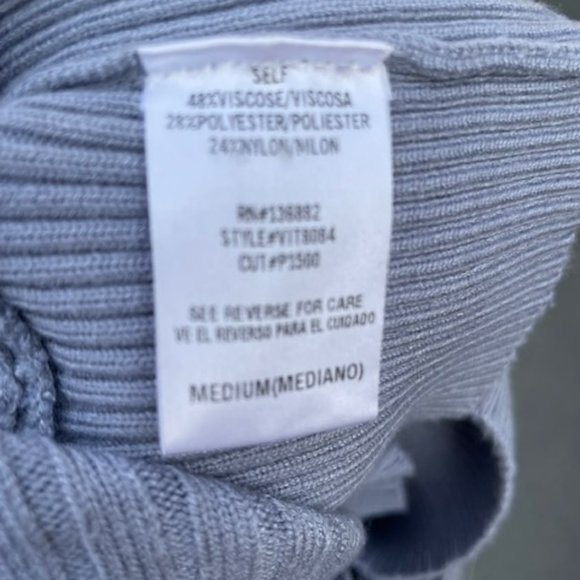 SELF
48%VISCOSE/VISCOSA
28%POLYESTER/POLIESTER
24%NYLON/NILON
RN#136882
STYLE#VIT8084
CUT#P1500
SEE REVERSE FOR CARE
VE EL REVERSO PARA EL CUIDADO
MEDIUM(MEDIANO)